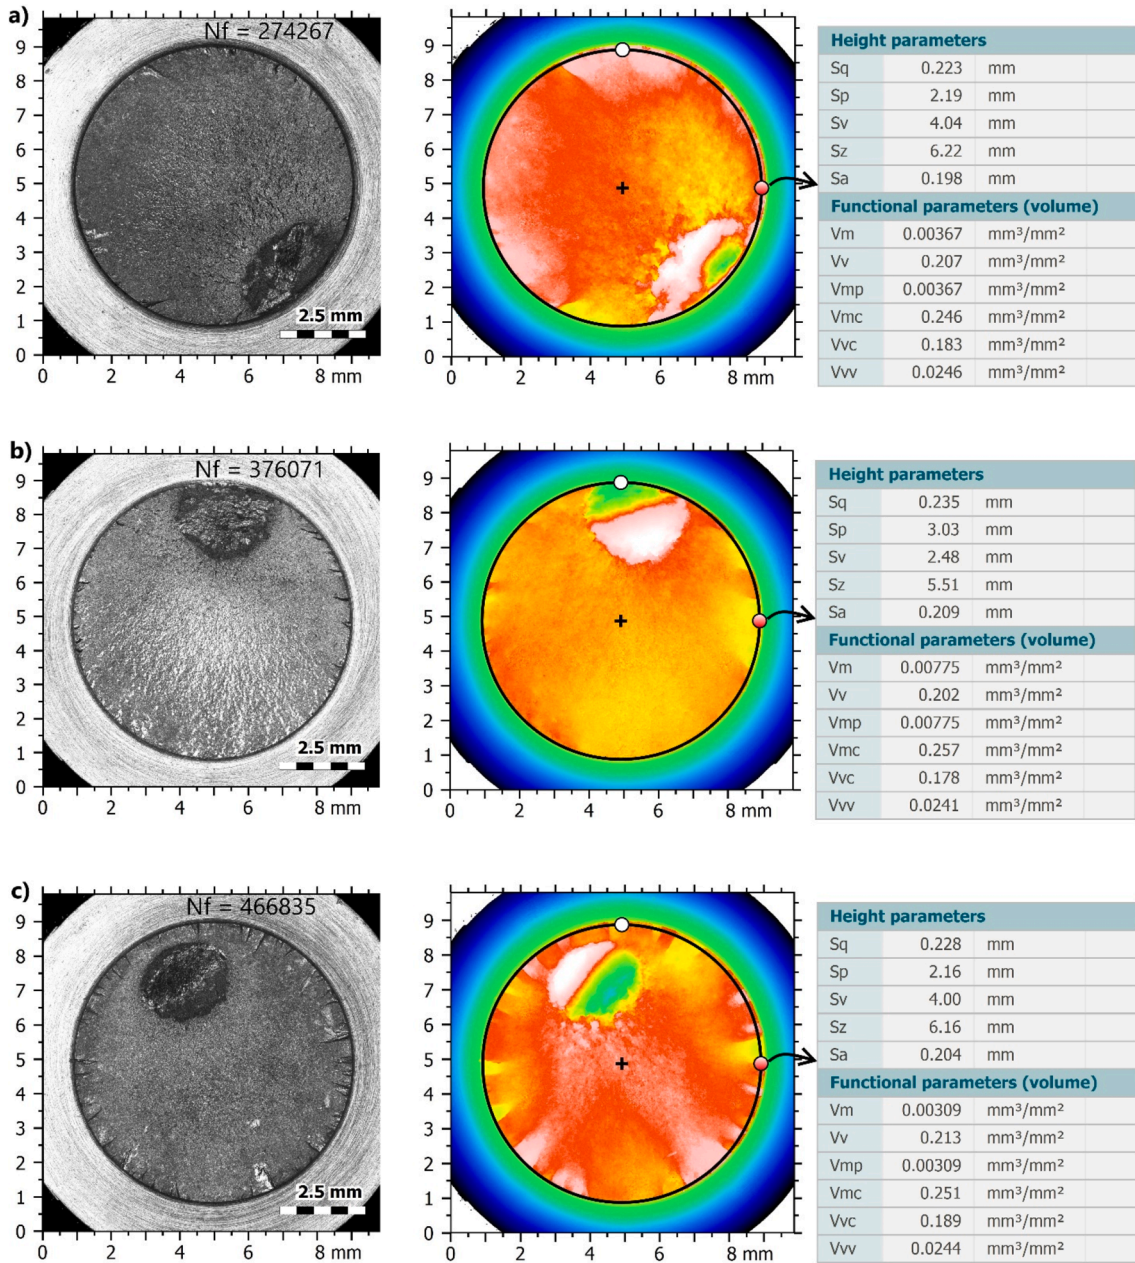 a)
Nf = 274267
9
8
7
6
5
4
3
2
1
0
2.5 mm
0 2 4 6 8 mm
9
8
7
6
5
4
3
2
1
0
0 2 4 6 8 mm
Height parameters
Sq 0.223 mm
Sp 2.19 mm
Sv 4.04 mm
Sz 6.22 mm
Sa 0.198 mm
Functional parameters (volume)
Vm 0.00367 mm³/mm²
Vv 0.207 mm³/mm²
Vmp 0.00367 mm³/mm²
Vmc 0.246 mm³/mm²
Vvc 0.183 mm³/mm²
Vvv 0.0246 mm³/mm²
b)
Nf = 376071
9
8
7
6
5
4
3
2
1
0
2.5 mm
0 2 4 6 8 mm
9
8
7
6
5
4
3
2
1
0
0 2 4 6 8 mm
Height parameters
Sq 0.235 mm
Sp 3.03 mm
Sv 2.48 mm
Sz 5.51 mm
Sa 0.209 mm
Functional parameters (volume)
Vm 0.00775 mm³/mm²
Vv 0.202 mm³/mm²
Vmp 0.00775 mm³/mm²
Vmc 0.257 mm³/mm²
Vvc 0.178 mm³/mm²
Vvv 0.0241 mm³/mm²
c)
Nf = 466835
9
8
7
6
5
4
3
2
1
0
2.5 mm
0 2 4 6 8 mm
9
8
7
6
5
4
3
2
1
0
0 2 4 6 8 mm
Height parameters
Sq 0.228 mm
Sp 2.16 mm
Sv 4.00 mm
Sz 6.16 mm
Sa 0.204 mm
Functional parameters (volume)
Vm 0.00309 mm³/mm²
Vv 0.213 mm³/mm²
Vmp 0.00309 mm³/mm²
Vmc 0.251 mm³/mm²
Vvc 0.189 mm³/mm²
Vvv 0.0244 mm³/mm²